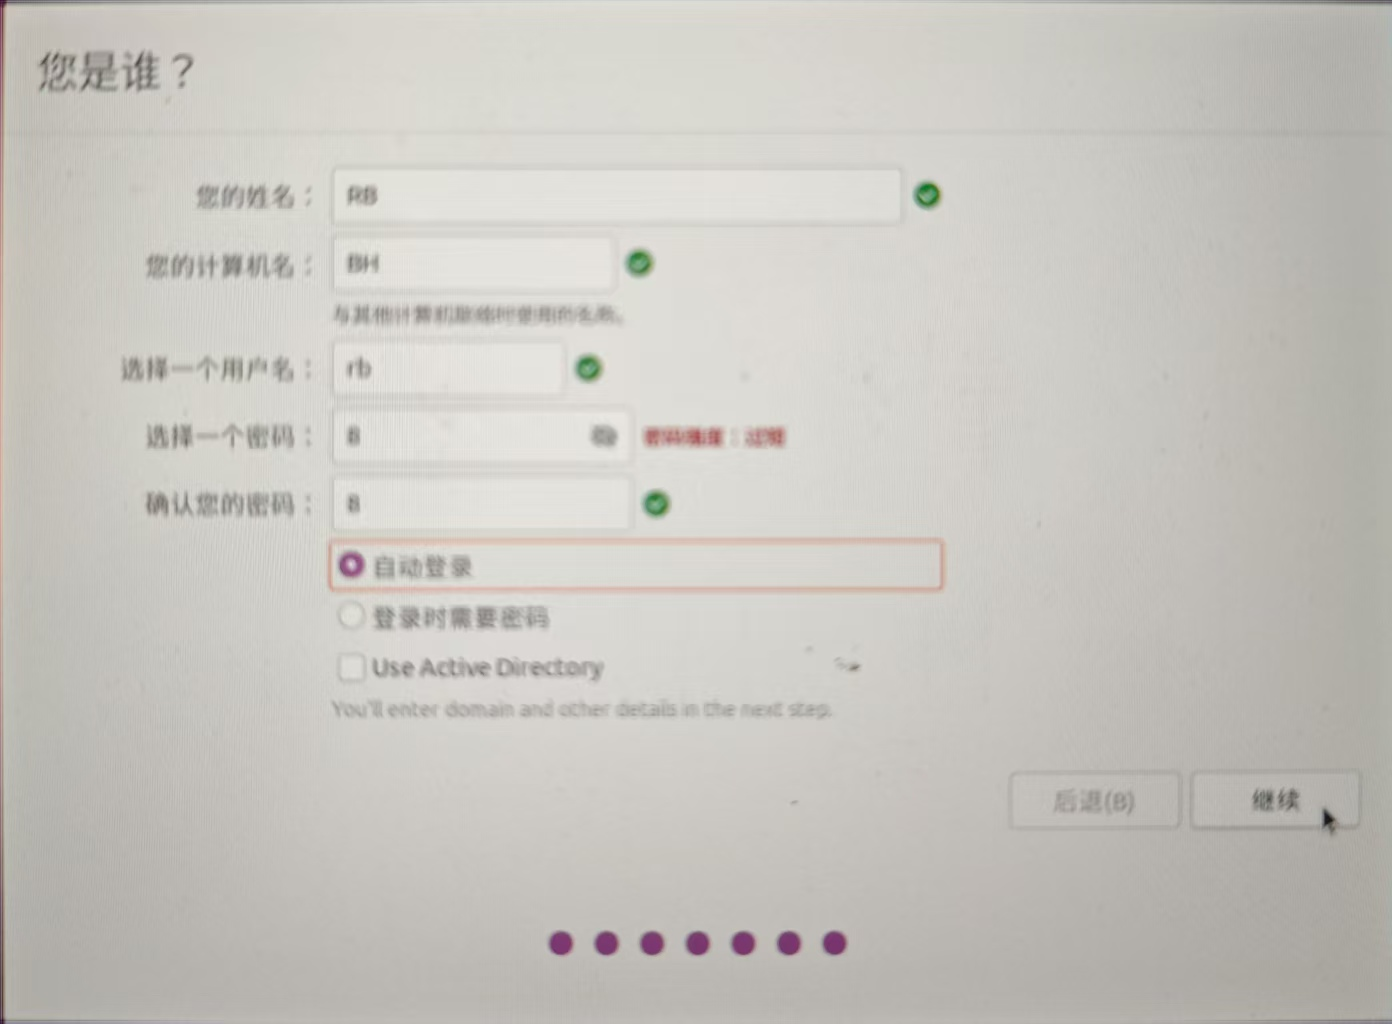 您是谁？
您的姓名： RB
您的计算机名： BH
与其他计算机联络时使用的名称。
选择一个用户名： rb
选择一个密码： 8 密码强度：过短
确认您的密码： 8
自动登录
登录时需要密码
Use Active Directory
You'll enter domain and other details in the next step.
后退(B) 继续